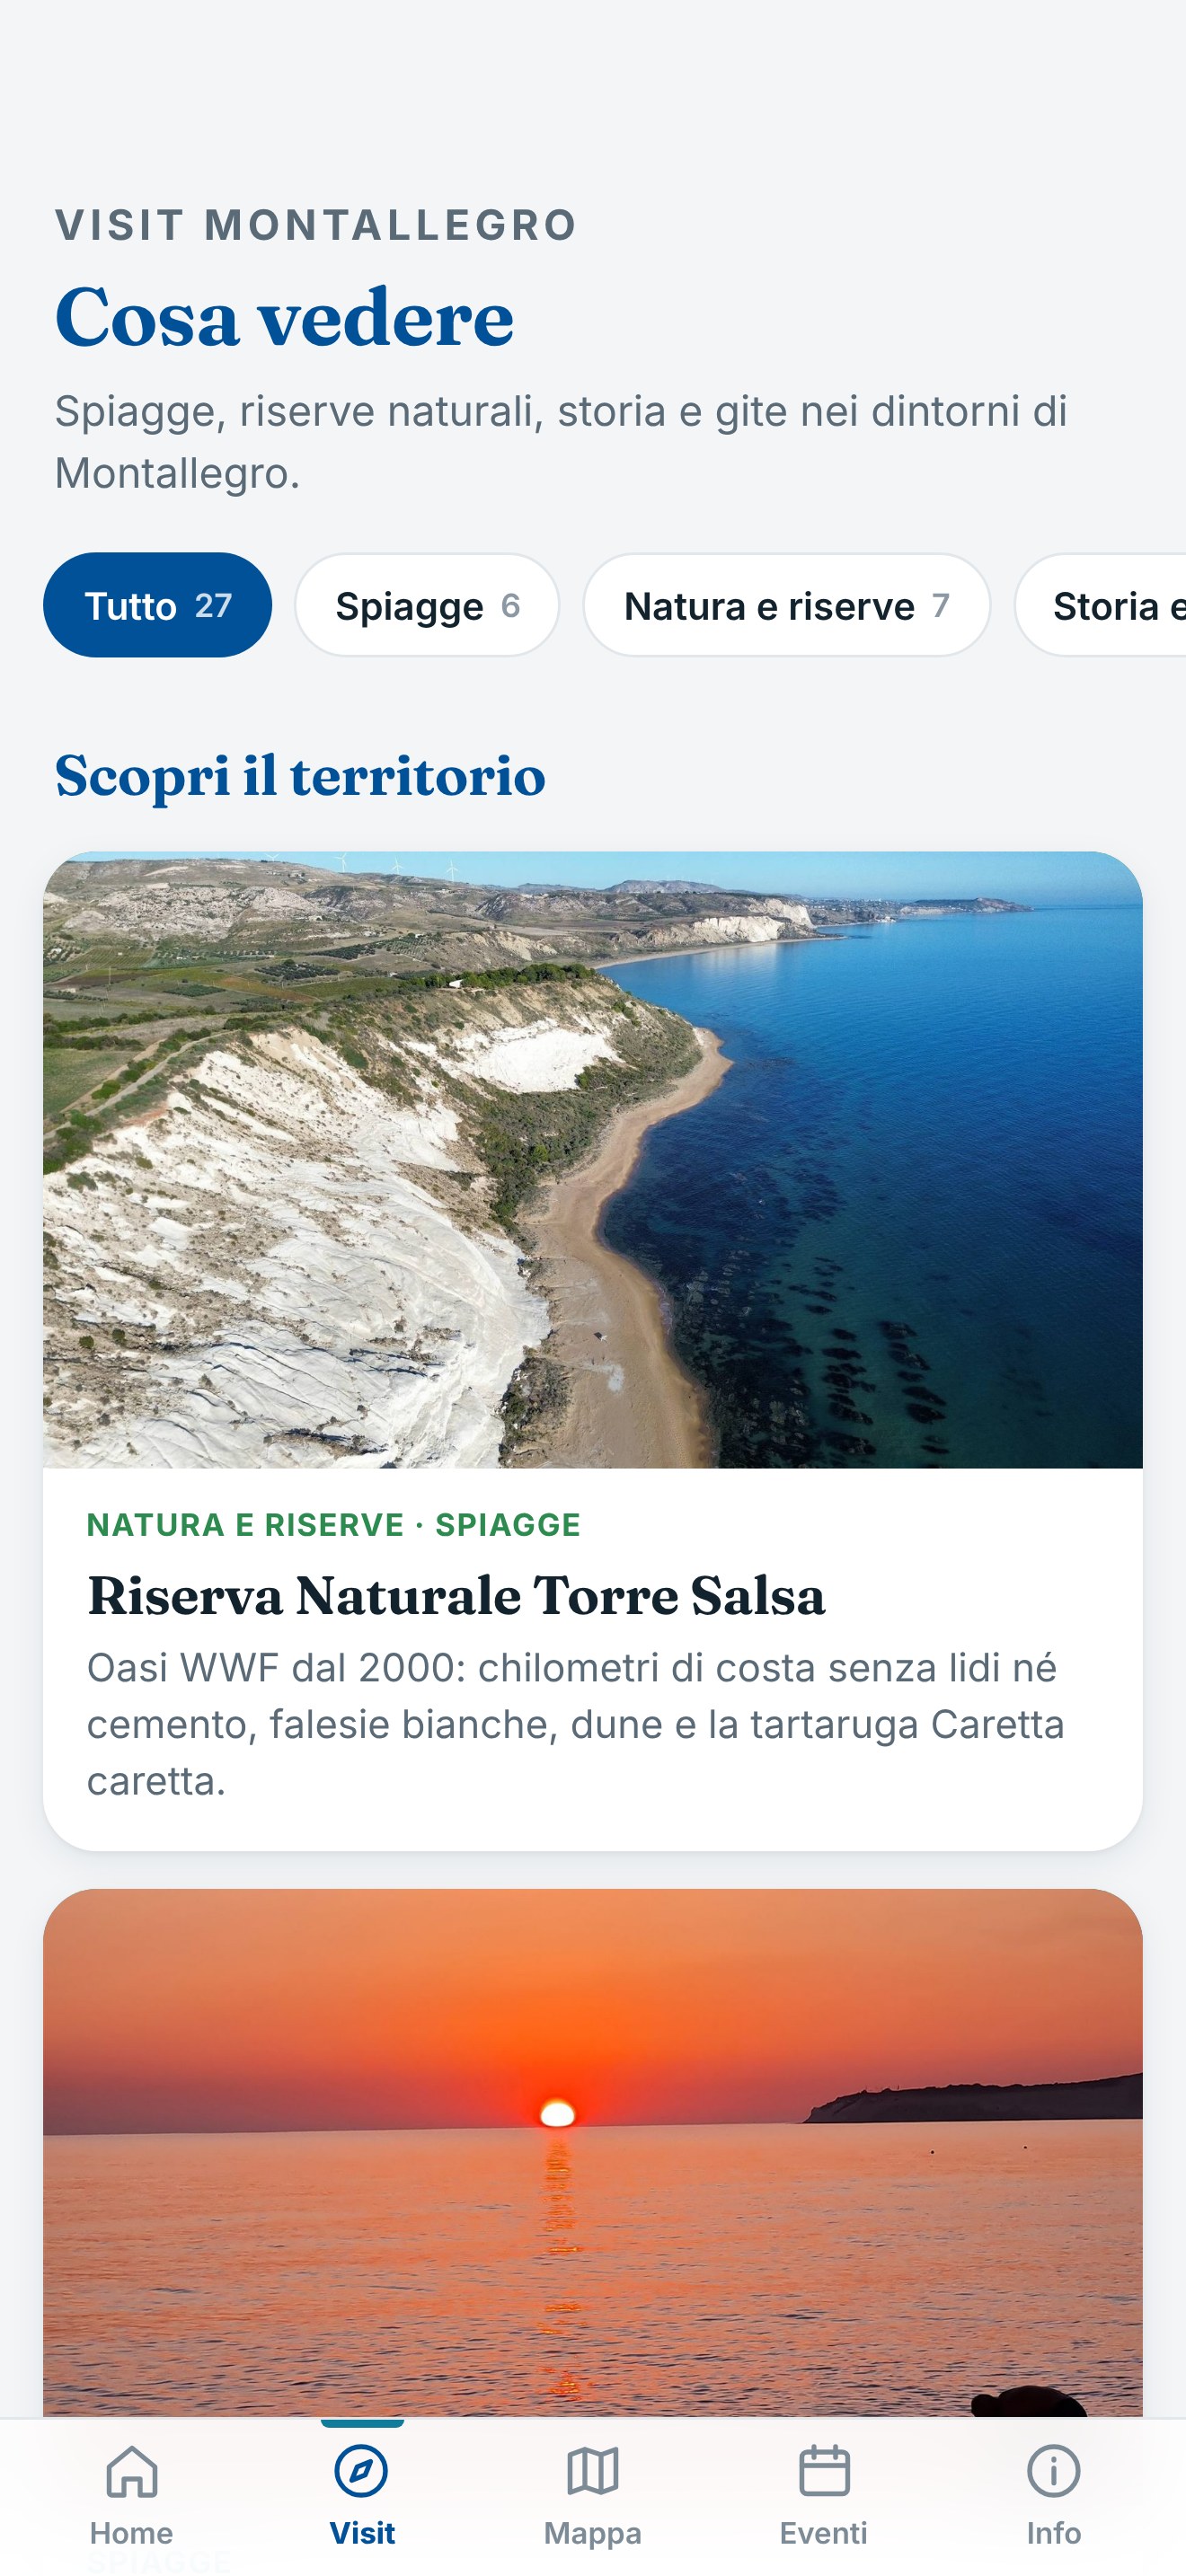 VISIT MONTALLEGRO
Cosa vedere
Spiagge, riserve naturali, storia e gite nei dintorni di
Montallegro.
Tutto 27
Spiagge 6
Natura e riserve 7
Storia e
Scopri il territorio
NATURA E RISERVE · SPIAGGE
Riserva Naturale Torre Salsa
Oasi WWF dal 2000: chilometri di costa senza lidi né
cemento, falesie bianche, dune e la tartaruga Caretta
caretta.
Home
Visit
Mappa
Eventi
Info
SPIAGGE